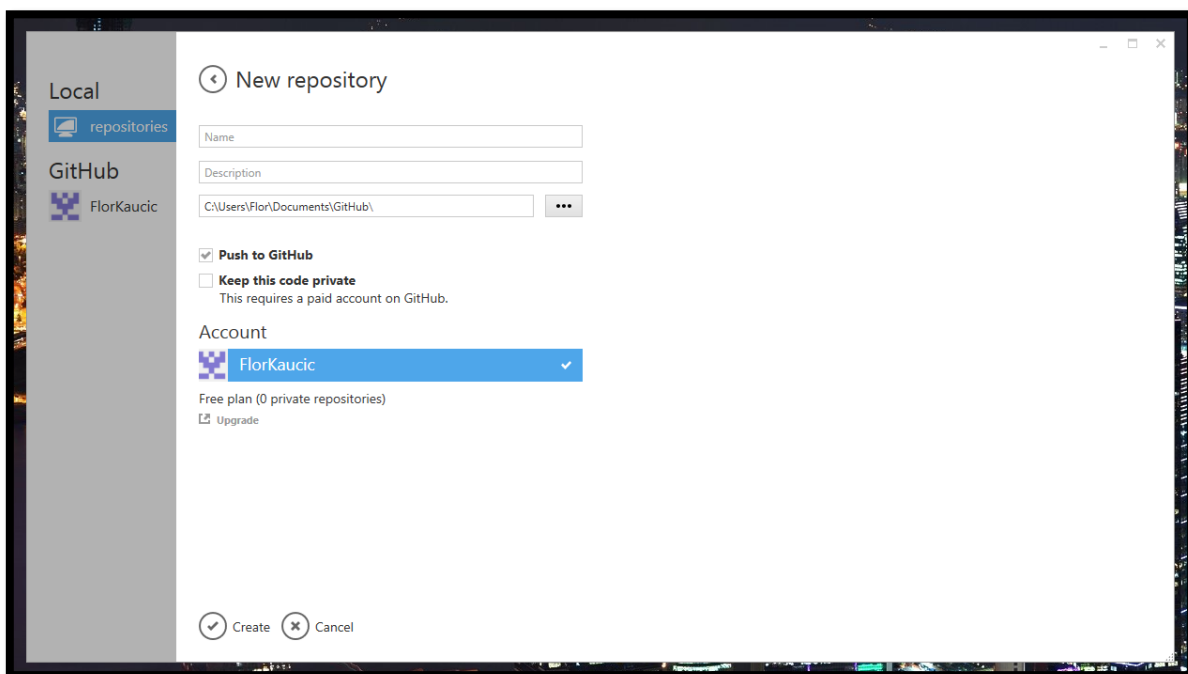 Local
repositories
GitHub
FlorKaucic
New repository
Name
Description
C:\Users\Flor\Documents\GitHub\
•••
Push to GitHub
Keep this code private
This requires a paid account on GitHub.
Account
FlorKaucic
Free plan (0 private repositories)
Upgrade
Create Cancel